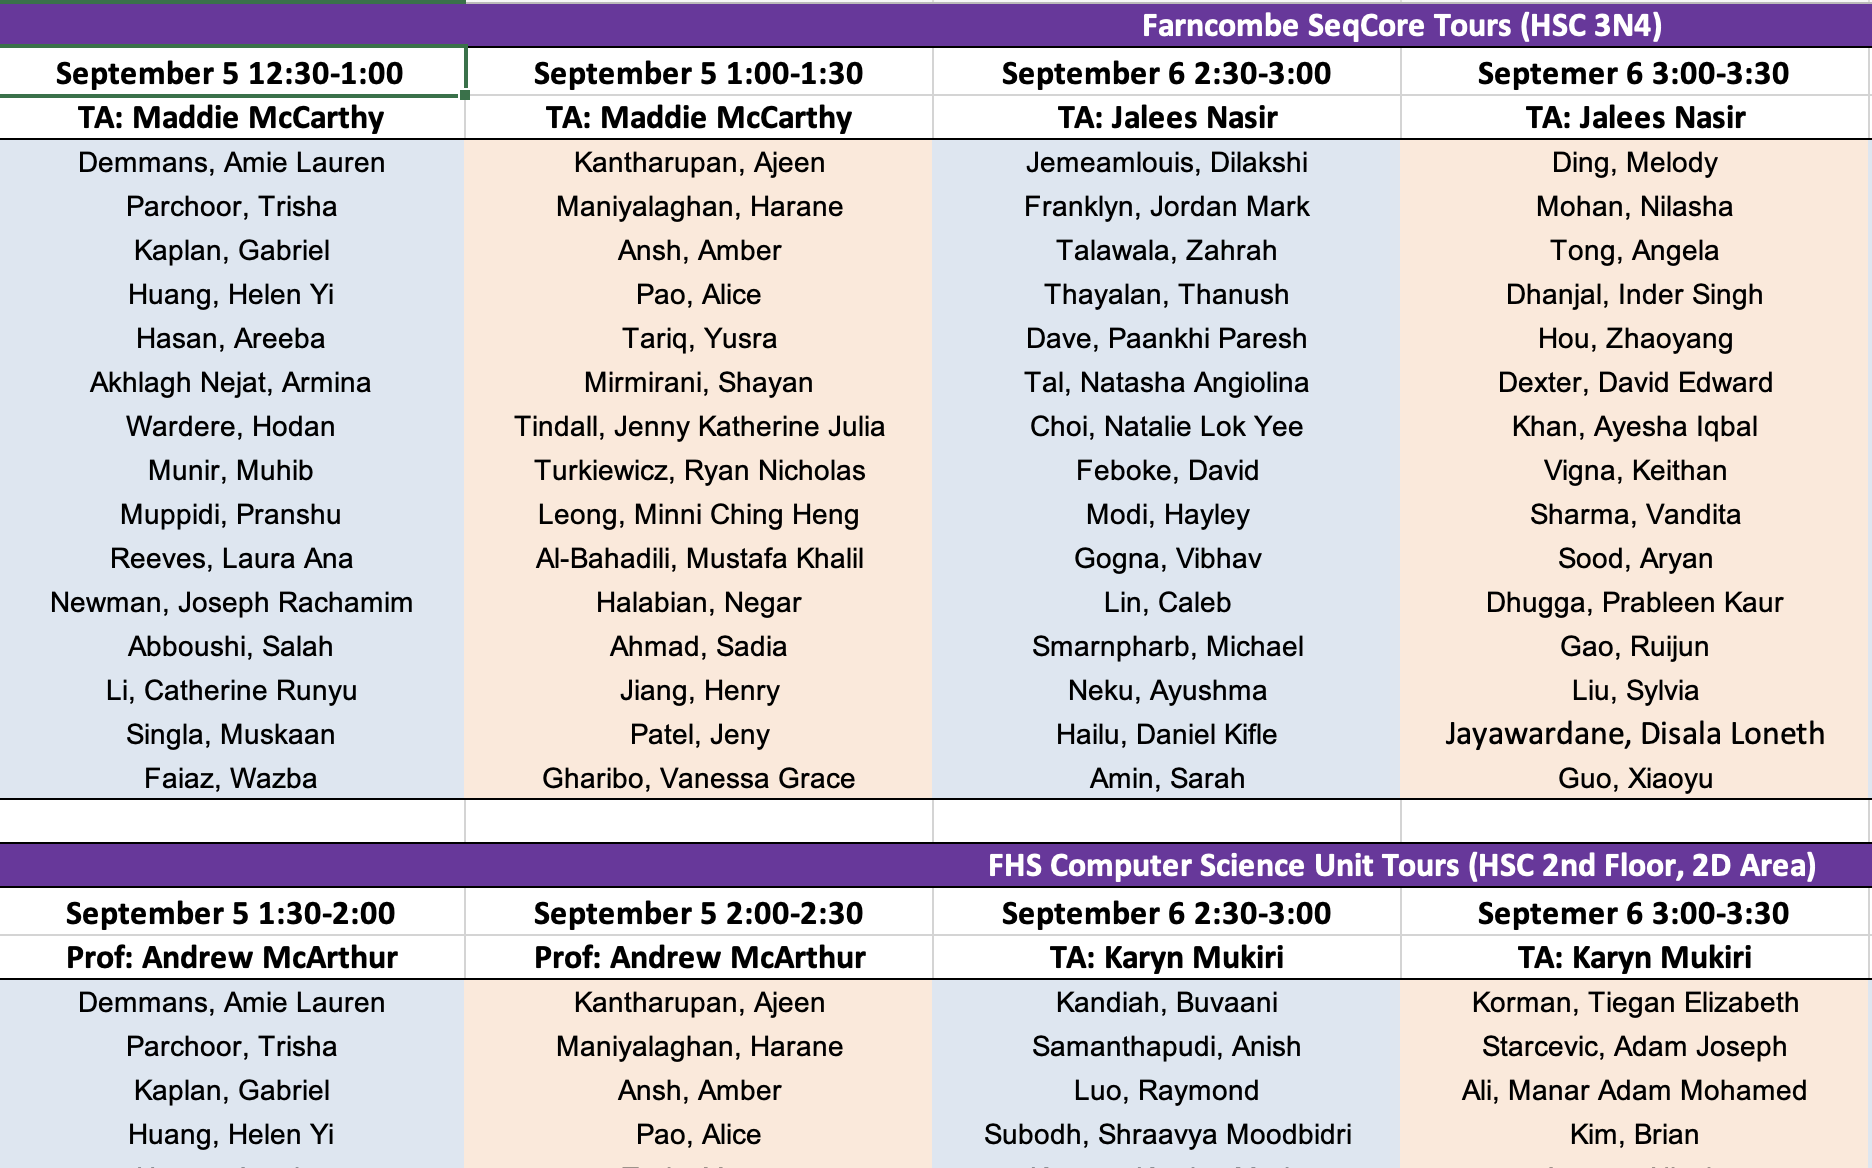 Farncombe SeqCore Tours (HSC 3N4)
September 5 12:30-1:00 September 5 1:00-1:30 September 6 2:30-3:00 Septemer 6 3:00-3:30
TA: Maddie McCarthy TA: Maddie McCarthy TA: Jalees Nasir TA: Jalees Nasir
Demmans, Amie Lauren Kantharupan, Ajeen Jemeamlouis, Dilakshi Ding, Melody
Parchoor, Trisha Maniyalaghan, Harane Franklyn, Jordan Mark Mohan, Nilasha
Kaplan, Gabriel Ansh, Amber Talawala, Zahrah Tong, Angela
Huang, Helen Yi Pao, Alice Thayalan, Thanush Dhanjal, Inder Singh
Hasan, Areeba Tariq, Yusra Dave, Paankhi Paresh Hou, Zhaoyang
Akhlagh Nejat, Armina Mirmirani, Shayan Tal, Natasha Angiolina Dexter, David Edward
Wardere, Hodan Tindall, Jenny Katherine Julia Choi, Natalie Lok Yee Khan, Ayesha Iqbal
Munir, Muhib Turkiewicz, Ryan Nicholas Feboke, David Vigna, Keithan
Muppidi, Pranshu Leong, Minni Ching Heng Modi, Hayley Sharma, Vandita
Reeves, Laura Ana Al-Bahadili, Mustafa Khalil Gogna, Vibhav Sood, Aryan
Newman, Joseph Rachamim Halabian, Negar Lin, Caleb Dhugga, Prableen Kaur
Abboushi, Salah Ahmad, Sadia Smarnpharb, Michael Gao, Ruijun
Li, Catherine Runyu Jiang, Henry Neku, Ayushma Liu, Sylvia
Singla, Muskaan Patel, Jeny Hailu, Daniel Kifle Jayawardane, Disala Loneth
Faiaz, Wazba Gharibo, Vanessa Grace Amin, Sarah Guo, Xiaoyu
FHS Computer Science Unit Tours (HSC 2nd Floor, 2D Area)
September 5 1:30-2:00 September 5 2:00-2:30 September 6 2:30-3:00 Septemer 6 3:00-3:30
Prof: Andrew McArthur Prof: Andrew McArthur TA: Karyn Mukiri TA: Karyn Mukiri
Demmans, Amie Lauren Kantharupan, Ajeen Kandiah, Buvaani Korman, Tiegan Elizabeth
Parchoor, Trisha Maniyalaghan, Harane Samanthapudi, Anish Starcevic, Adam Joseph
Kaplan, Gabriel Ansh, Amber Luo, Raymond Ali, Manar Adam Mohamed
Huang, Helen Yi Pao, Alice Subodh, Shraavya Moodbidri Kim, Brian